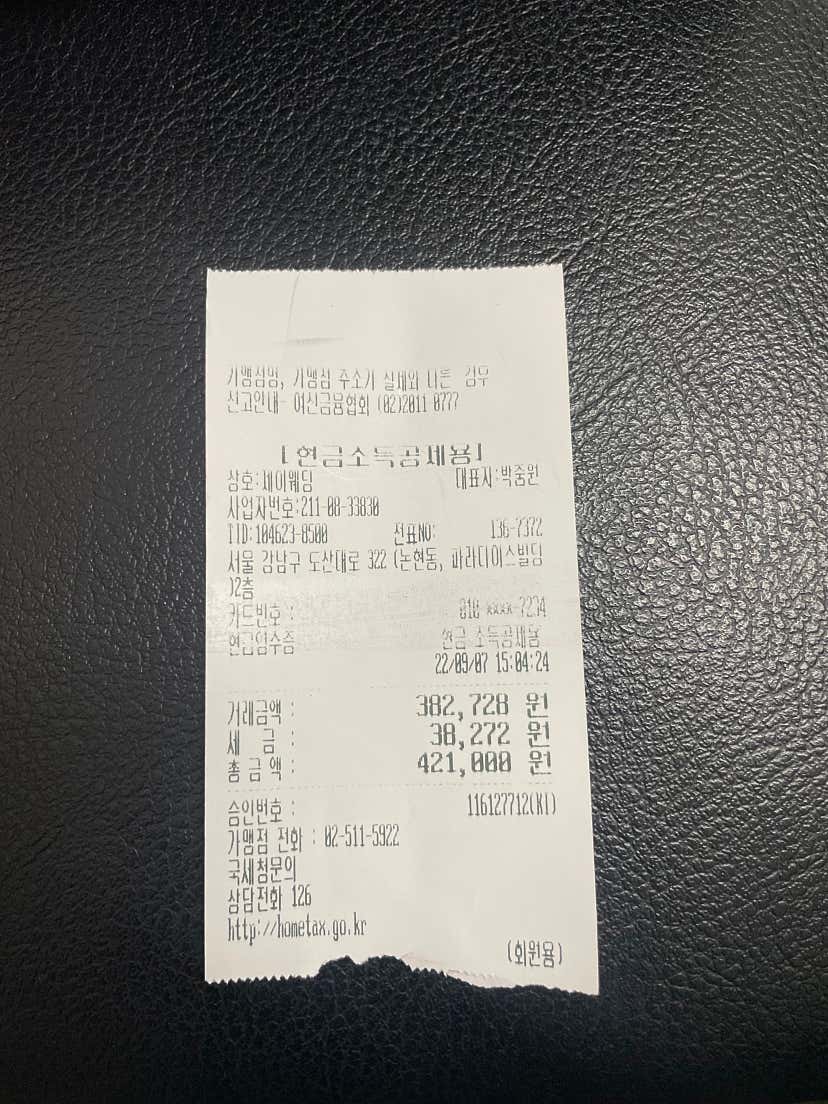 가맹점명, 가맹점 주소가 실제와 다른 경우
신고안내- 여신금융협회 (02)2011-0777
[현금소득공제용]
상호:제이웨딩 대표자:박중원
사업자번호:211-08-33830
TID:104623-8500 전표NO: 136-7372
서울 강남구 도산대로 322 (논현동, 파라다이스빌딩
)2층
카드번호 : 010-xxxx-7234
현금영수증 현금 소득공제용
22/09/07 15:04:24
거래금액 : 382,728 원
세 금 : 38,272 원
총 금 액 : 421,000 원
승인번호 : 116127712(KI)
가맹점 전화 : 02-511-5922
국세청문의
상담전화 126
http://hometax.go.kr
(회원용)